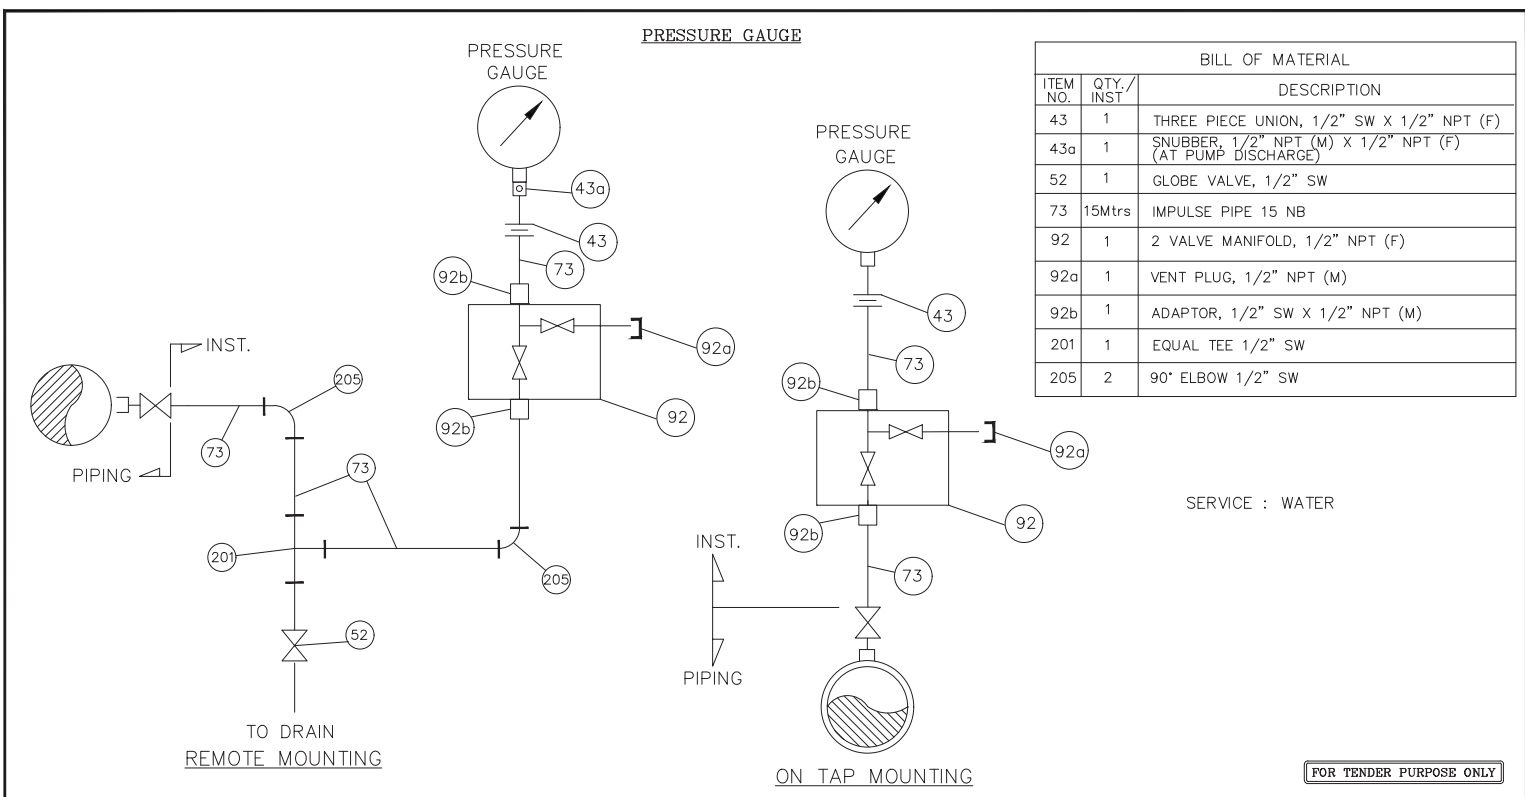 PRESSURE GAUGE
PRESSURE
GAUGE
43a
43
73
92b
92a
92
92b
INST.
205
73
PIPING
73
201
205
52
TO DRAIN
REMOTE MOUNTING
PRESSURE
GAUGE
43
73
92b
92a
92
92b
INST.
73
PIPING
ON TAP MOUNTING
BILL OF MATERIAL
ITEM NO. QTY./INST DESCRIPTION
43 1 THREE PIECE UNION, 1/2" SW X 1/2" NPT (F)
43a 1 SNUBBER, 1/2" NPT (M) X 1/2" NPT (F)
(AT PUMP DISCHARGE)
52 1 GLOBE VALVE, 1/2" SW
73 15Mtrs IMPULSE PIPE 15 NB
92 1 2 VALVE MANIFOLD, 1/2" NPT (F)
92a 1 VENT PLUG, 1/2" NPT (M)
92b 1 ADAPTOR, 1/2" SW X 1/2" NPT (M)
201 1 EQUAL TEE 1/2" SW
205 2 90° ELBOW 1/2" SW
SERVICE : WATER
FOR TENDER PURPOSE ONLY